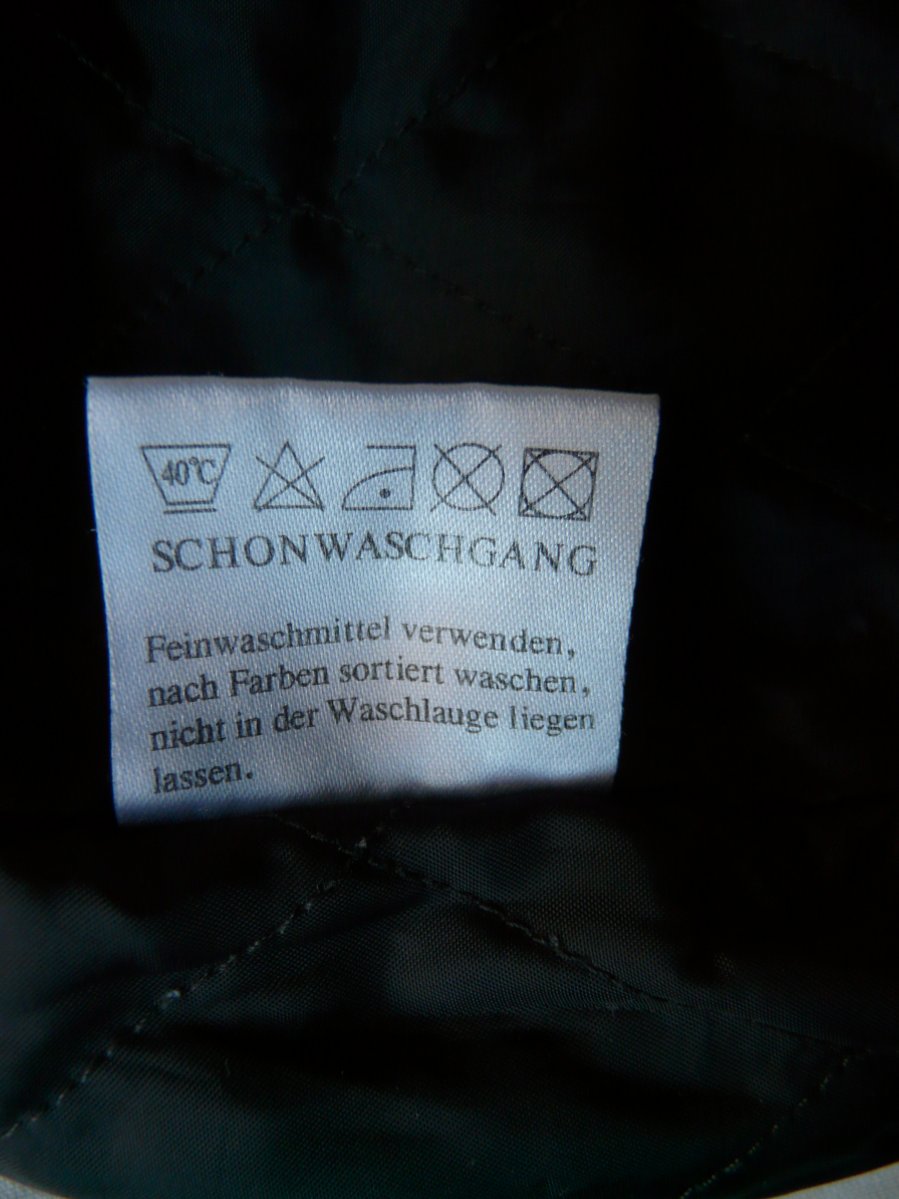 40°C
SCHONWASCHGANG
Feinwaschmittel verwenden,
nach Farben sortiert waschen,
nicht in der Waschlauge liegen
lassen.